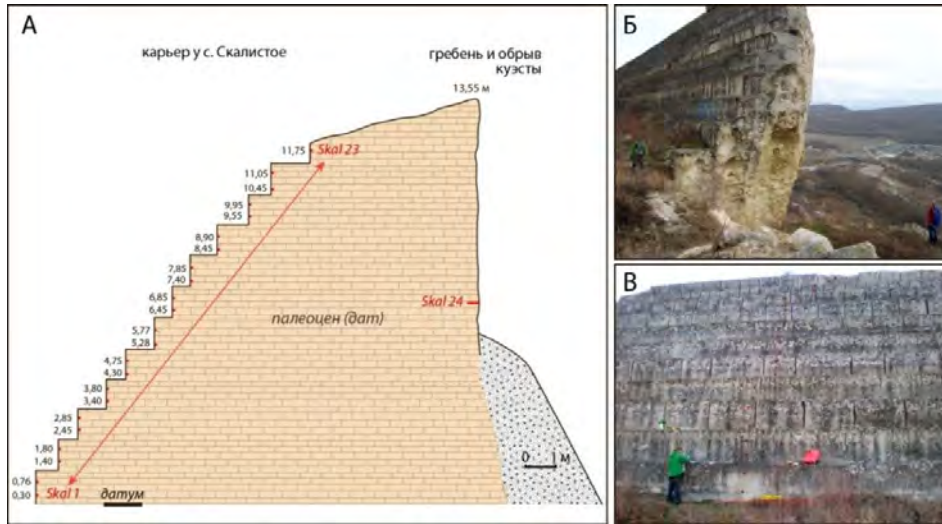 А
карьер у с. Скалистое
гребень и обрыв
куэсты
13,55 м
11,75
Skal 23
11,05
10,45
9,95
9,55
8,90
8,45
7,85
7,40
6,85
6,45
Skal 24
палеоцен (дат)
5,77
5,28
4,75
4,30
3,80
3,40
2,85
2,45
1,80
1,40
0 1 м
0,76
0,30
Skal 1
датум
Б
В